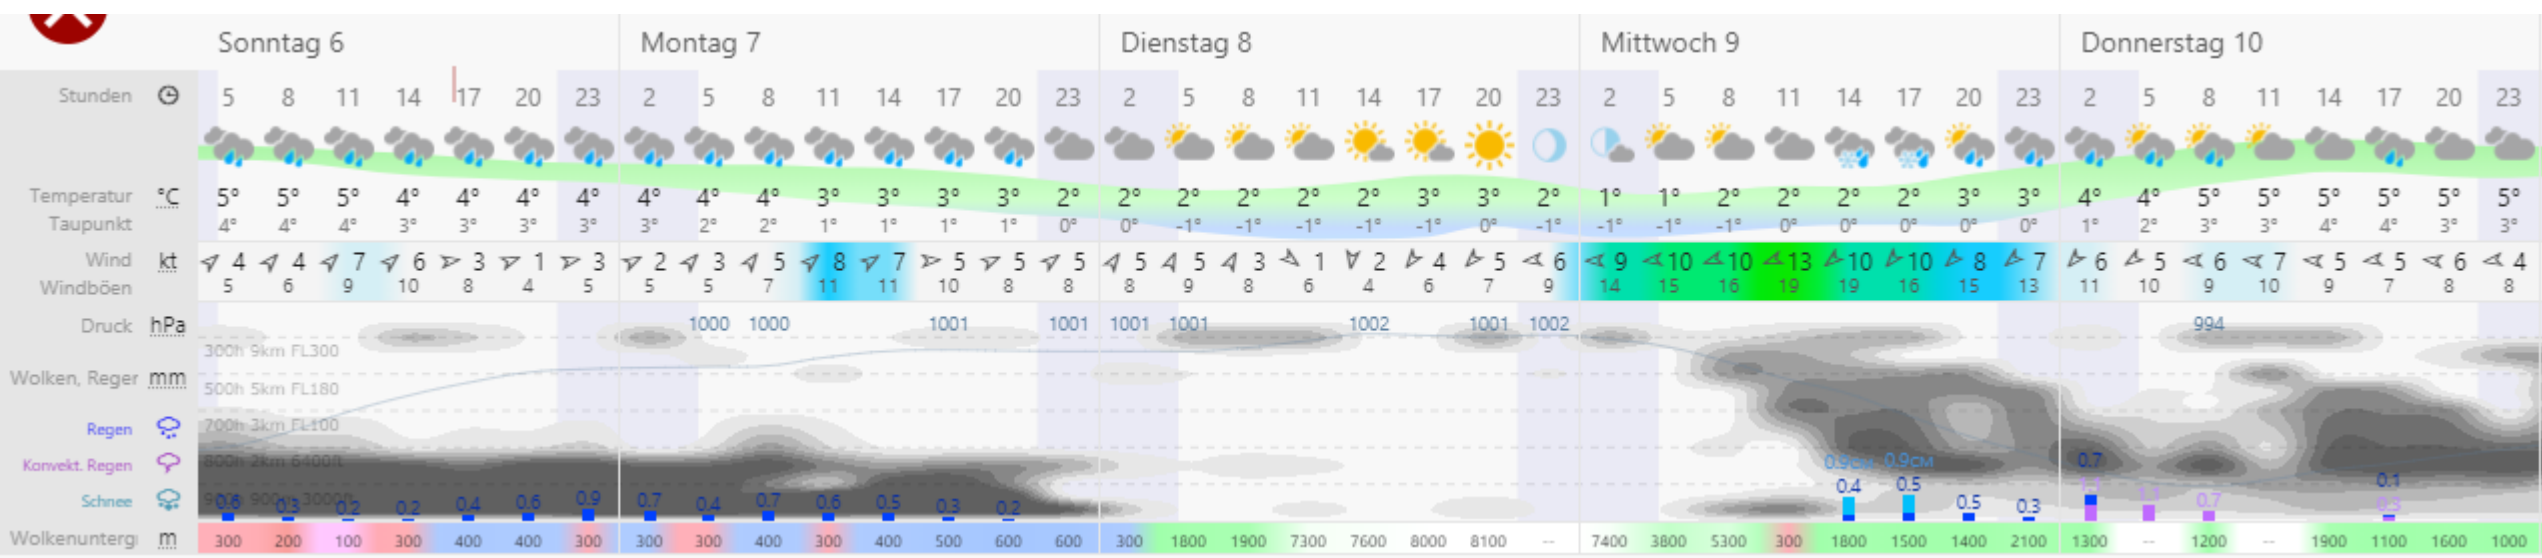 Sonntag 6 Montag 7 Dienstag 8 Mittwoch 9 Donnerstag 10
Stunden 5 8 11 14 17 20 23 2 5 8 11 14 17 20 23 2 5 8 11 14 17 20 23 2 5 8 11 14 17 20 23 2 5 8 11 14 17 20 23
Temperatur °C 5° 5° 5° 4° 4° 4° 4° 4° 4° 4° 3° 3° 3° 3° 2° 2° 2° 2° 2° 2° 3° 3° 2° 1° 1° 2° 2° 2° 2° 3° 3° 4° 4° 5° 5° 5° 5° 5° 5°
Taupunkt 4° 4° 4° 3° 3° 3° 3° 3° 2° 2° 1° 1° 1° 1° 0° 0° -1° -1° -1° -1° -1° 0° -1° -1° -1° -1° 0° 0° 0° 0° 0° 1° 2° 3° 3° 4° 4° 3° 3°
Wind kt 4 4 7 6 3 1 3 2 3 5 8 7 5 5 5 5 5 3 1 2 4 5 6 9 10 10 13 10 10 8 7 6 5 6 7 5 5 6 4
Windböen 5 6 9 10 8 4 5 5 5 7 11 11 10 8 8 8 9 8 6 4 6 7 9 14 15 16 19 19 16 15 13 11 10 9 10 9 7 8 8
Druck hPa 1000 1000 1001 1001 1001 1001 1002 1001 1002 994
300h 9km FL300
Wolken, Reger mm
500h 5km FL180
Regen 700h 3km FL100
Konvekt. Regen 800h 2km 6400ft 0.9см 0.9см 0.7
0.4 0.5 1.1 1.1 0.7 0.1
Schnee 900m 3000ft 0.6 0.3 0.2 0.2 0.4 0.6 0.9 0.7 0.4 0.7 0.6 0.5 0.3 0.2 0.5 0.3 0.3
Wolkenunterg m 300 200 100 300 400 400 300 300 300 400 300 400 500 600 600 300 1800 1900 7300 7600 8000 8100 -- 7400 3800 5300 300 1800 1500 1400 2100 1300 -- 1200 -- 1900 1100 1600 1000